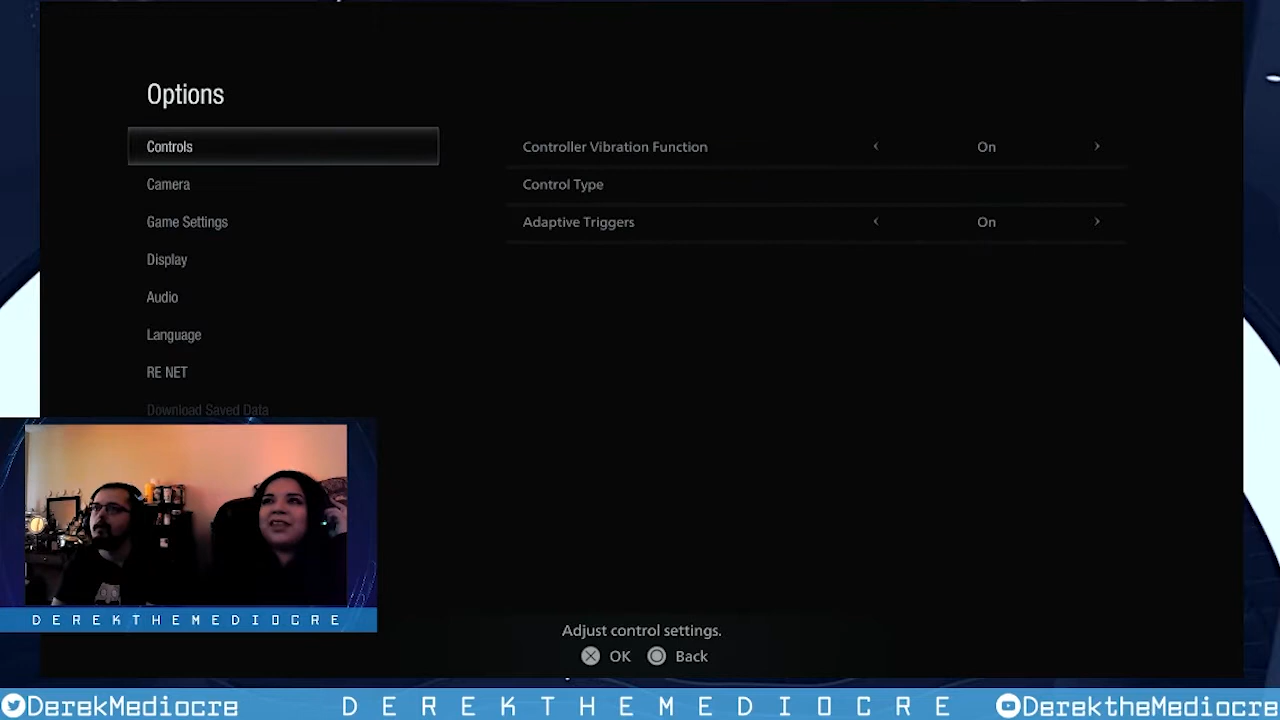 Options
Controls
Camera
Game Settings
Display
Audio
Language
RE NET
Download Saved Data
Controller Vibration Function On
Control Type
Adaptive Triggers On
Adjust control settings.
OK Back
DEREKTHEMEDIOCRE
DerekMediocre DEREKTHEMEDIOCRE DerektheMediocre